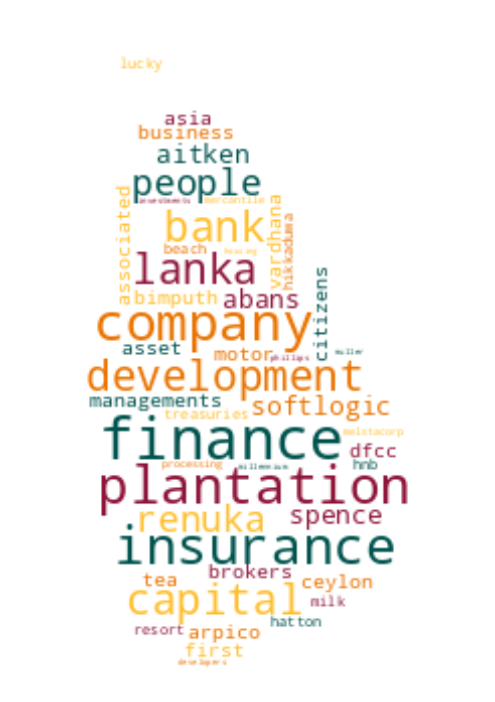 lucky
asia
business
aitken
people
investments mercantile
associated
bank
vardhana
hikkaduwa
beach housing
lanka
bimputh abans
citizens
company
asset motor phillips muller
development
managements softlogic
treasuries
finance
melstacorp
dfcc
processing millennium hnb
plantation
renuka spence
insurance
brokers
tea ceylon
capital milk
hatton
resort arpico
first
developers